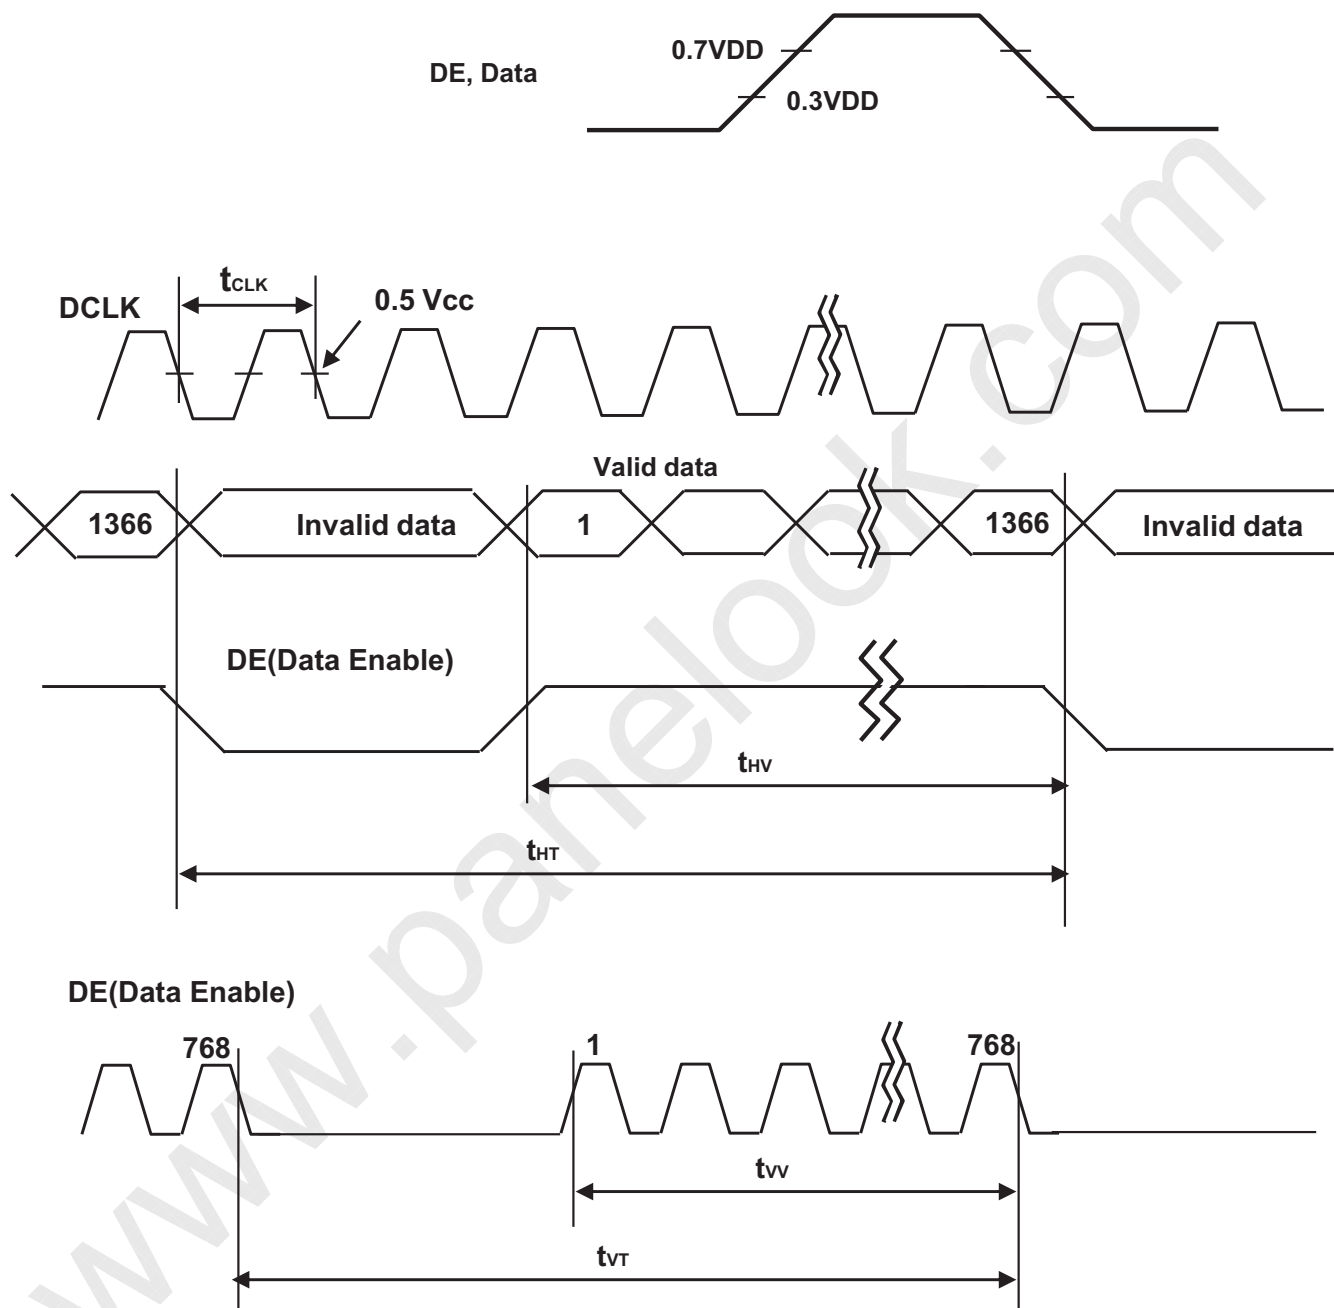 0.7VDD
DE, Data
0.3VDD
tCLK
DCLK
0.5 Vcc
Valid data
1366
Invalid data
1
1366
Invalid data
DE(Data Enable)
tHV
tHT
DE(Data Enable)
768
1
768
tVV
tVT
www.panelook.com